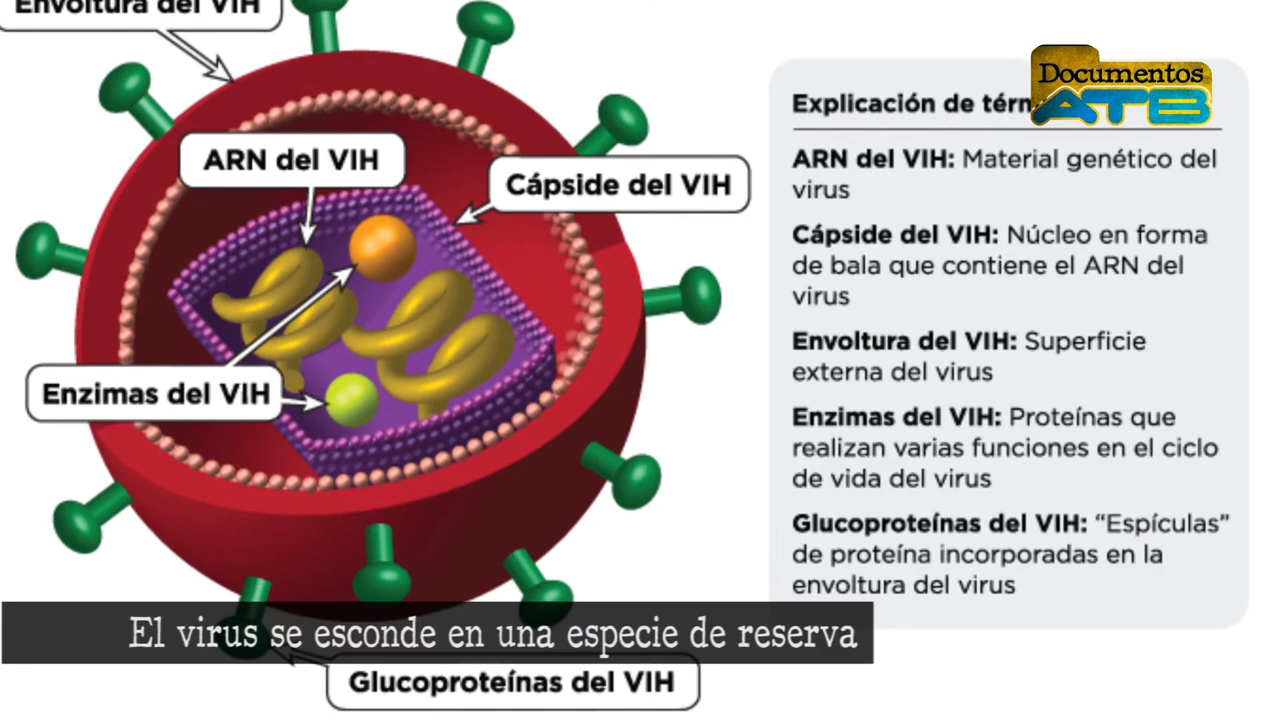 Envoltura del VIH
ARN del VIH
Cápside del VIH
Enzimas del VIH
Glucoproteínas del VIH
Documentos
ATB
Explicación de
ARN del VIH: Material genético del
virus
Cápside del VIH: Núcleo en forma
de bala que contiene el ARN del
virus
Envoltura del VIH: Superficie
externa del virus
Enzimas del VIH: Proteínas que
realizan varias funciones en el ciclo
de vida del virus
Glucoproteínas del VIH: “Espículas”
de proteína incorporadas en la
envoltura del virus
El virus se esconde en una especie de reserva